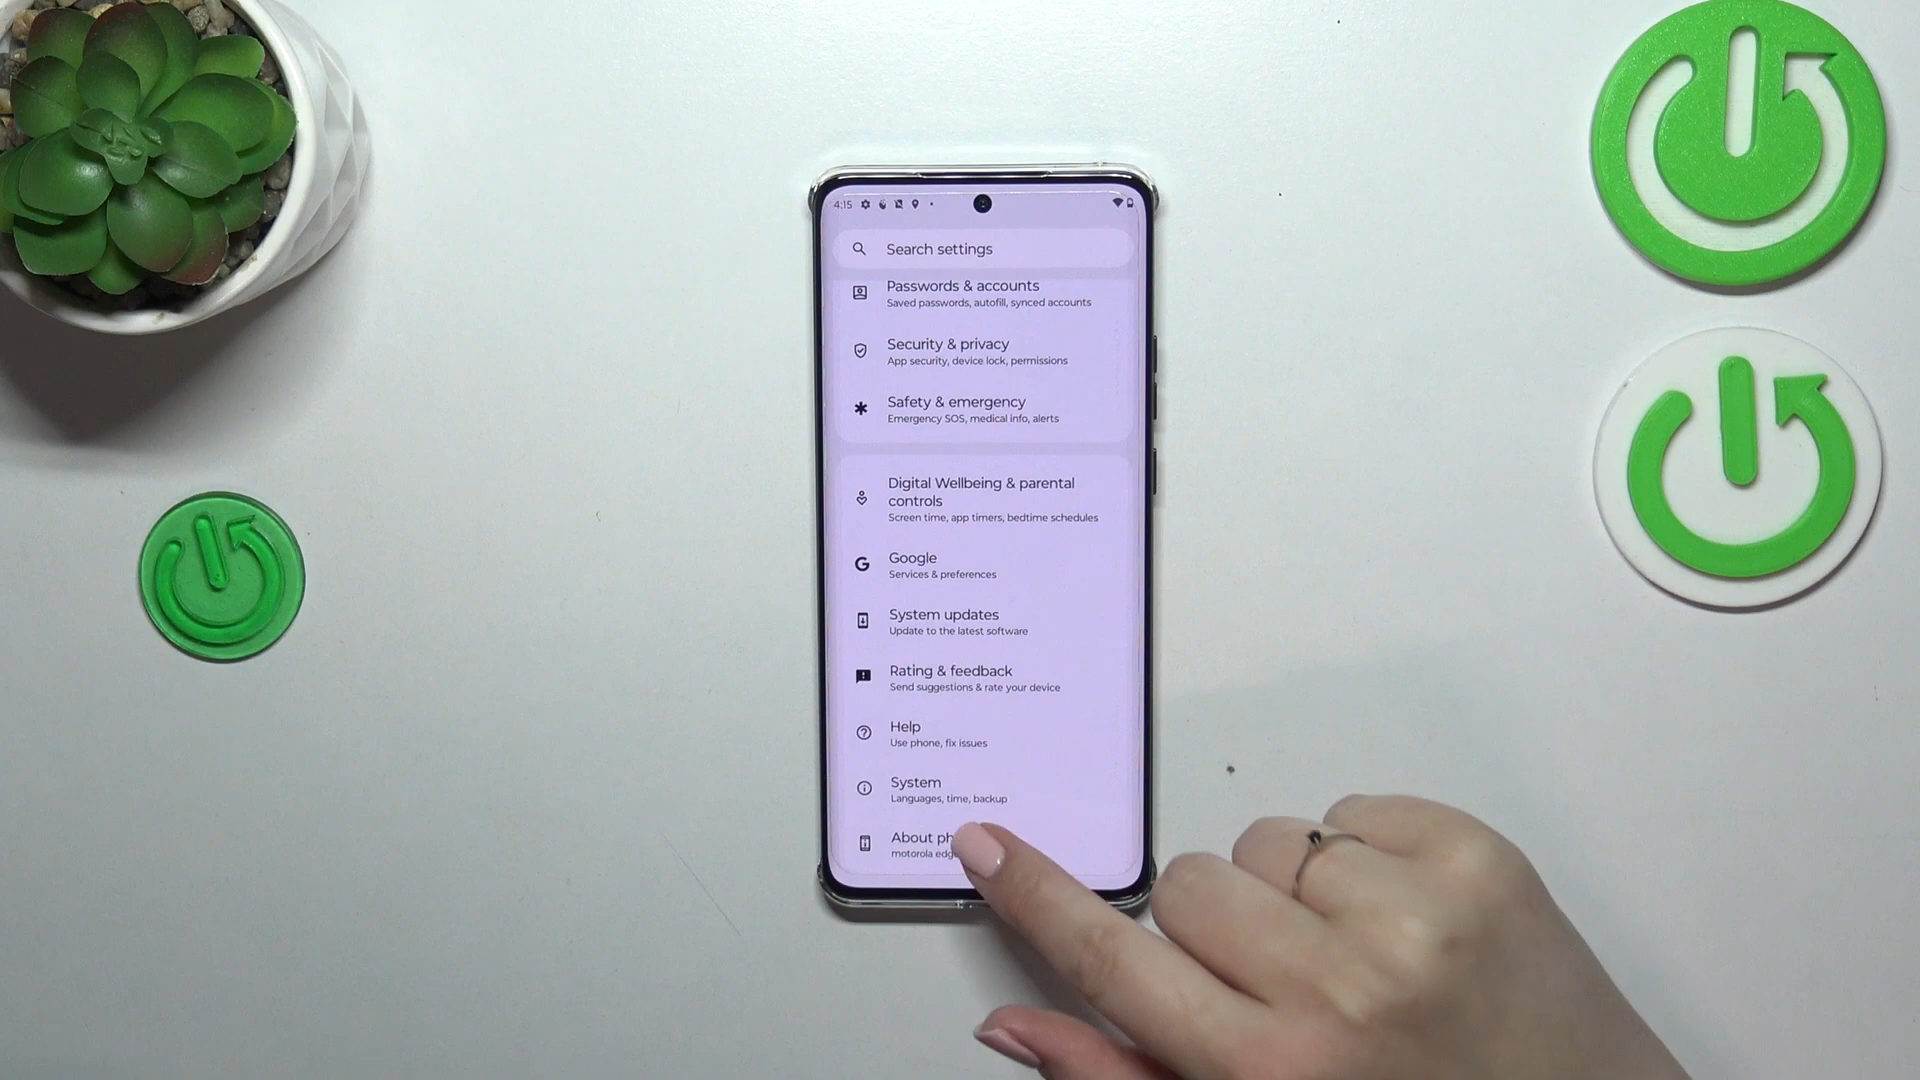 4:15
Search settings
Passwords & accounts
Saved passwords, autofill, synced accounts
Security & privacy
App security, device lock, permissions
Safety & emergency
Emergency SOS, medical info, alerts
Digital Wellbeing & parental
controls
Screen time, app timers, bedtime schedules
Google
Services & preferences
System updates
Update to the latest software
Rating & feedback
Send suggestions & rate your device
Help
Use phone, fix issues
System
Languages, time, backup
About
motorola